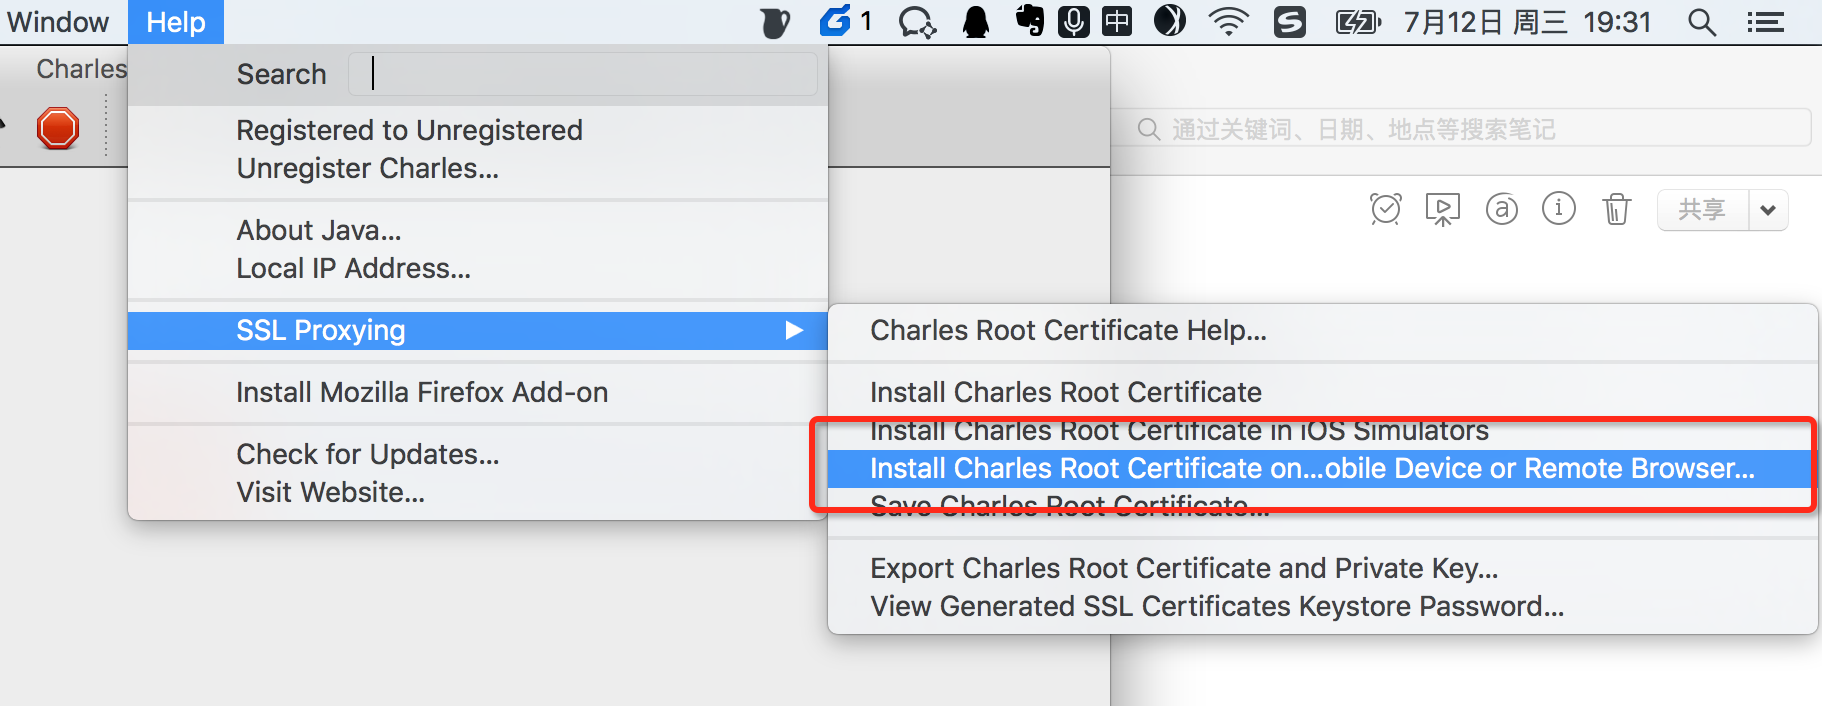 Window Help 1 中 7月12日 周三 19:31
Charles
Search
通过关键词、日期、地点等搜索笔记
Registered to Unregistered
Unregister Charles...
共享
About Java...
Local IP Address...
SSL Proxying
Install Mozilla Firefox Add-on
Check for Updates...
Visit Website...
Charles Root Certificate Help...
Install Charles Root Certificate
Install Charles Root Certificate in iOS Simulators
Install Charles Root Certificate on...obile Device or Remote Browser...
Save Charles Root Certificate...
Export Charles Root Certificate and Private Key...
View Generated SSL Certificates Keystore Password...